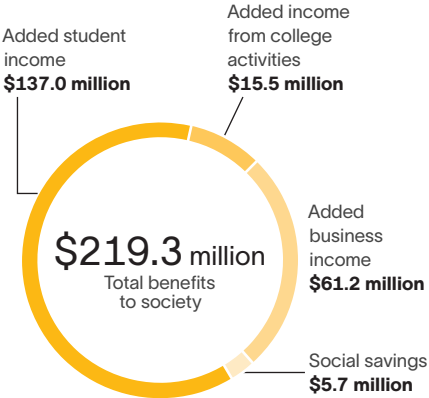 Added student
income
$137.0 million
Added income
from college
activities
$15.5 million
$219.3 million
Total benefits
to society
Added
business
income
$61.2 million
Social savings
$5.7 million